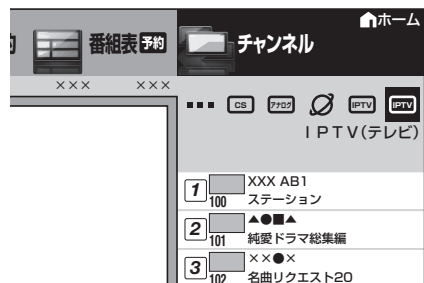 ホーム
番組表 予約
チャンネル
××× ×××
CS アナログ IPTV IPTV
IPTV(テレビ)
1 100 XXX AB1
ステーション
2 101 ▲●■▲
純愛ドラマ総集編
3 102 ××●×
名曲リクエスト20